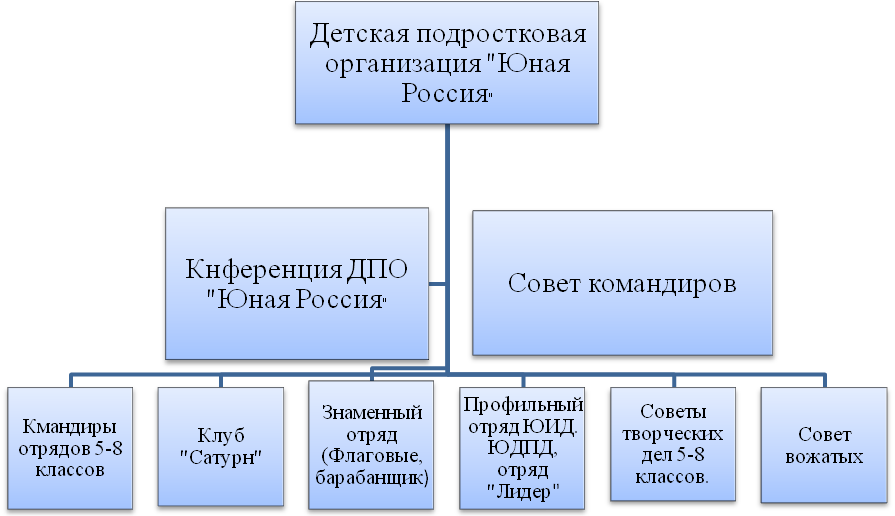 Детская подростковая
организация "Юная
Россия"
Кнференция ДПО
"Юная Россия"
Совет командиров
Кмандиры
отрядов 5-8
классов
Клуб
"Сатурн"
Знаменный
отряд
(Флаговые,
барабанщик)
Профильный
отряд ЮИД.
ЮДПД,
отряд
"Лидер"
Советы
творческих
дел 5-8
классов.
Совет
вожатых